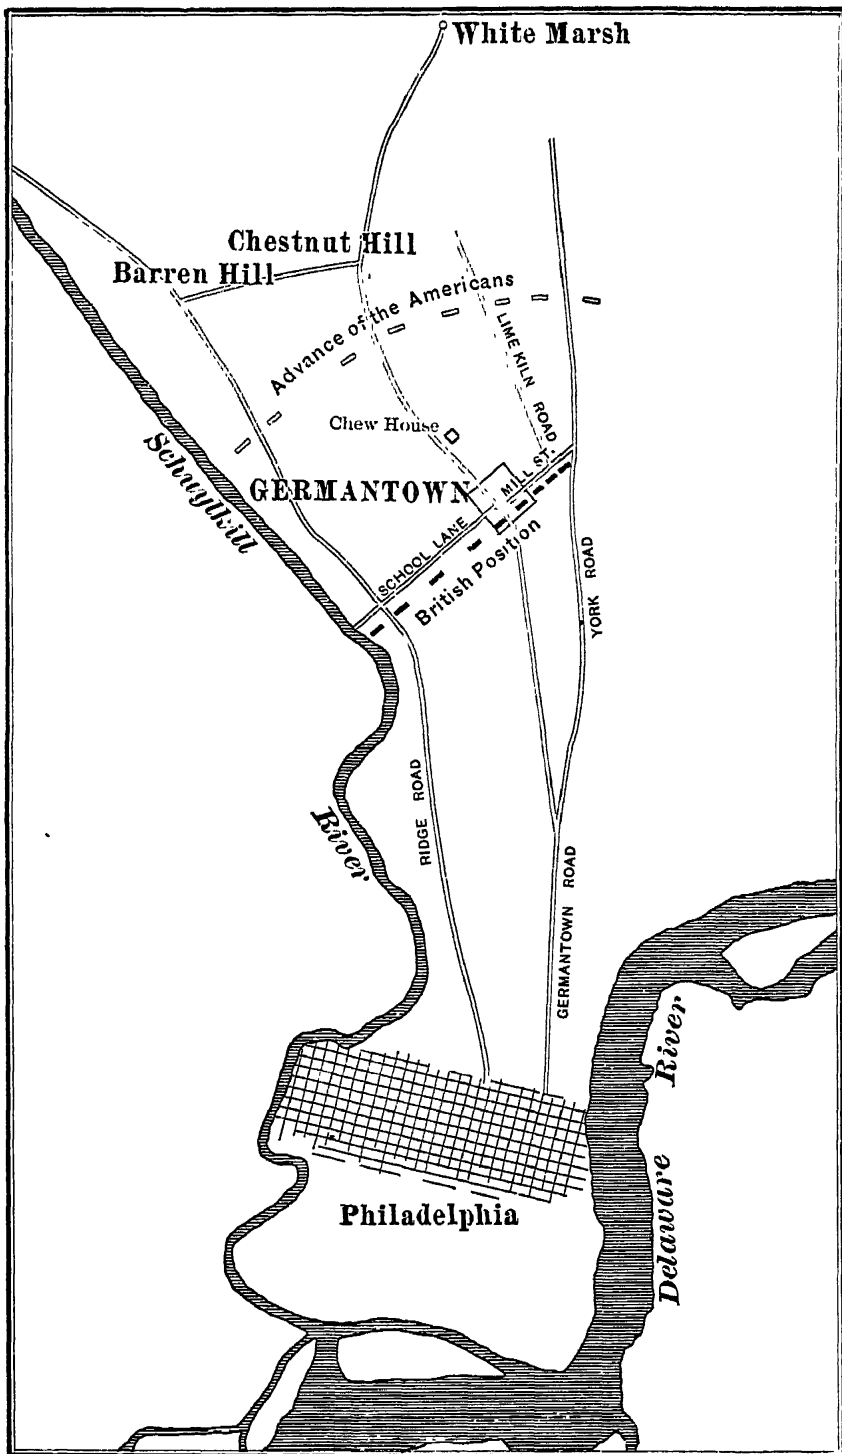 White Marsh
Chestnut Hill
Barren Hill
Advance of the Americans
LIME KILN ROAD
Chew House
Schuylkill
GERMANTOWN
MILL ST.
SCHOOL LANE
British Position
YORK ROAD
RIDGE ROAD
River
GERMANTOWN ROAD
River
Delaware
Philadelphia